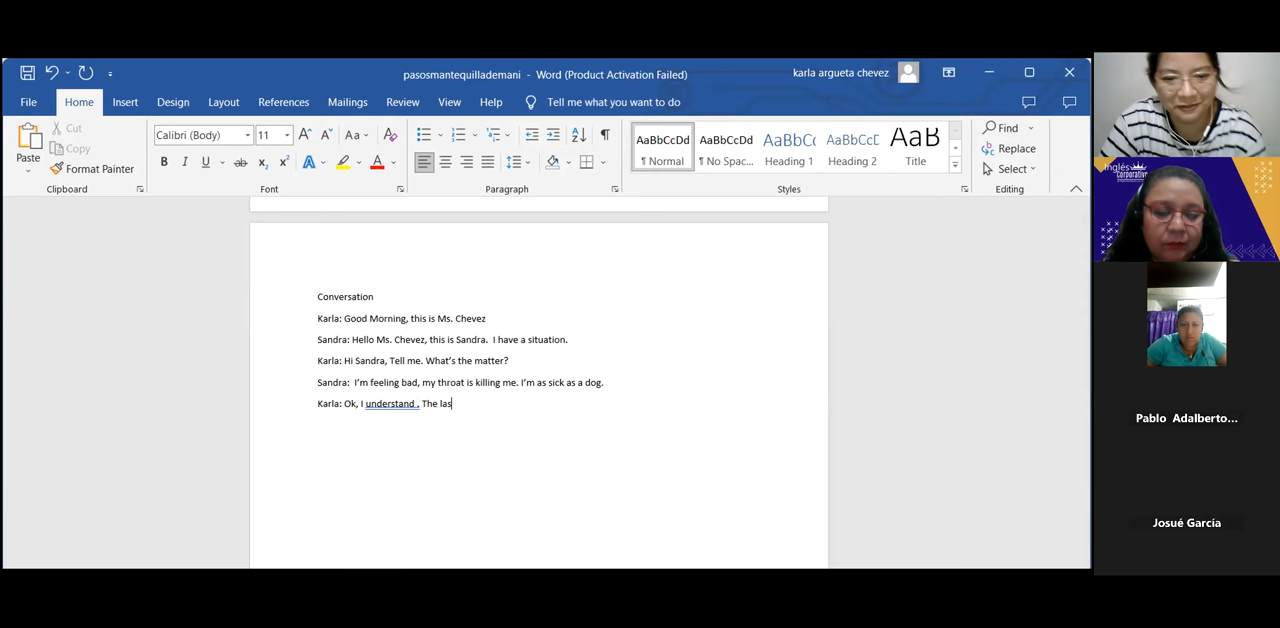 pasosmantequillademani - Word (Product Activation Failed)
karla argueta chevez
File Home Insert Design Layout References Mailings Review View Help Tell me what you want to do
Paste
Cut
Copy
Format Painter
Clipboard
Calibri (Body) 11
Font
Paragraph
AaBbCcDd AaBbCcDd AaBbCc AaBbCcD AaB
¶ Normal ¶ No Spac... Heading 1 Heading 2 Title
Styles
Find
Replace
Select
Editing
Conversation
Karla: Good Morning, this is Ms. Chevez
Sandra: Hello Ms. Chevez, this is Sandra. I have a situation.
Karla: Hi Sandra, Tell me. What's the matter?
Sandra: I'm feeling bad, my throat is killing me. I'm as sick as a dog.
Karla: Ok, I understand . The las
Inglés
Corporativo
Pablo Adalberto...
Josué García